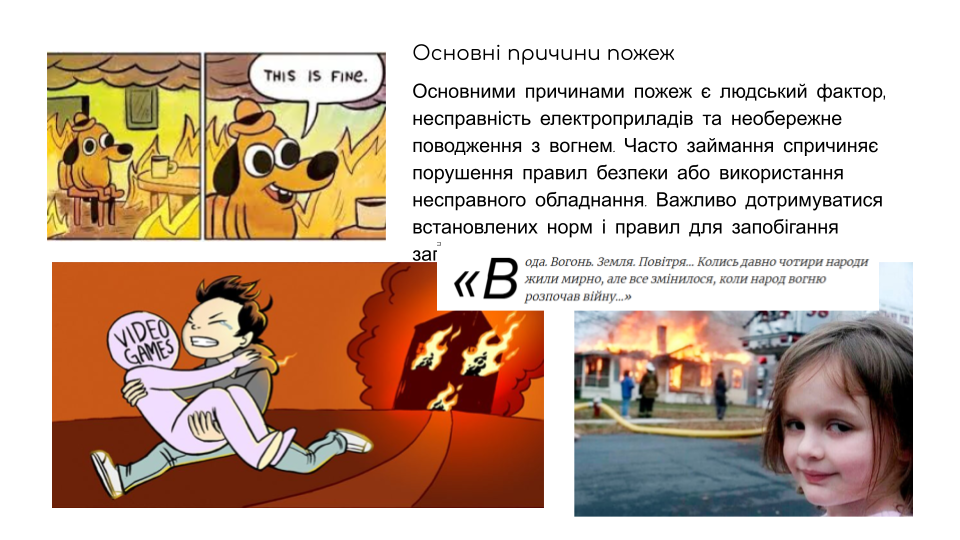 THIS IS FINE.
Основні причини пожеж
Основними причинами пожеж є людський фактор,
несправність електроприладів та необережне
поводження з вогнем. Часто займання спричиняє
порушення правил безпеки або використання
несправного обладнання. Важливо дотримуватися
встановлених норм і правил для запобігання
«Вода. Вогонь. Земля. Повітря... Колись давно чотири народи
жили мирно, але все змінилося, коли народ вогню
розпочав війну...»
VIDEO
GAMES